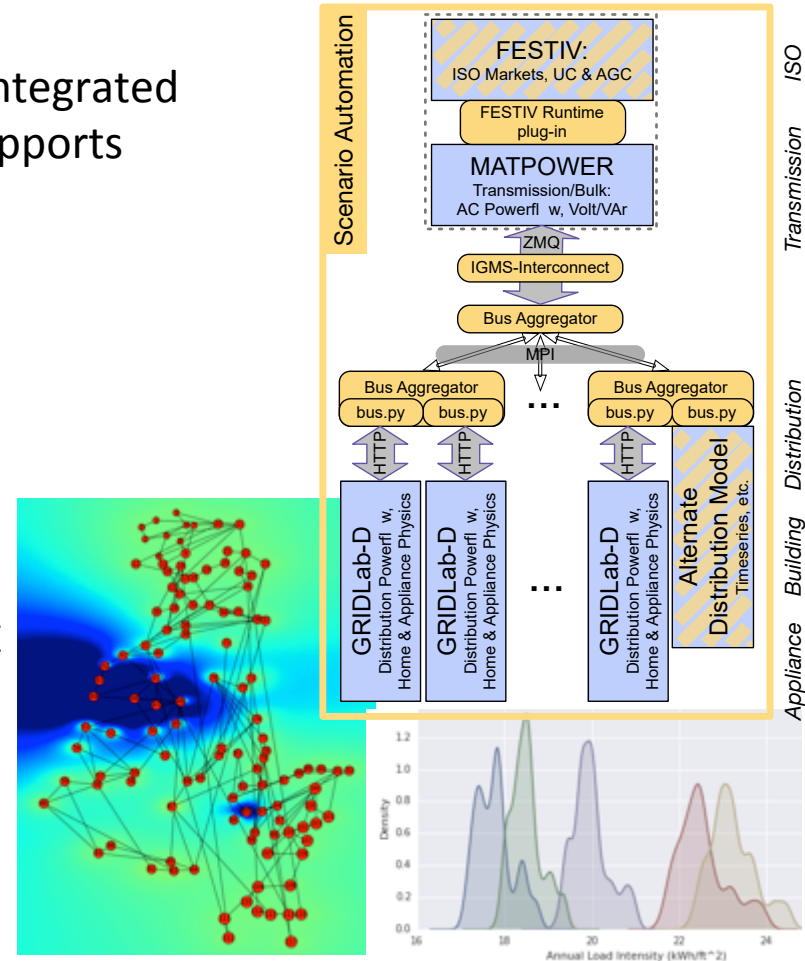 ntegrated
pports
Scenario Automation
FESTIV:
ISO Markets, UC & AGC
FESTIV Runtime
plug-in
MATPOWER
Transmission/Bulk:
AC Powerfl w, Volt/VAr
ZMQ
IGMS-Interconnect
Bus Aggregator
MPI
Bus Aggregator
bus.py
bus.py
...
Bus Aggregator
bus.py
bus.py
HTTP
HTTP
HTTP
GRIDLab-D
Distribution Powerfl w,
Home & Appliance Physics
GRIDLab-D
Distribution Powerfl w,
Home & Appliance Physics
...
GRIDLab-D
Distribution Powerfl w,
Home & Appliance Physics
Alternate
Distribution Model
Timeseries, etc.
ISO
Transmission
Distribution
Building
Appliance
Density
1.2
1.0
0.8
0.6
0.4
0.2
0.0
16 18 20 22 24
Annual Load Intensity (kWh/ft^2)